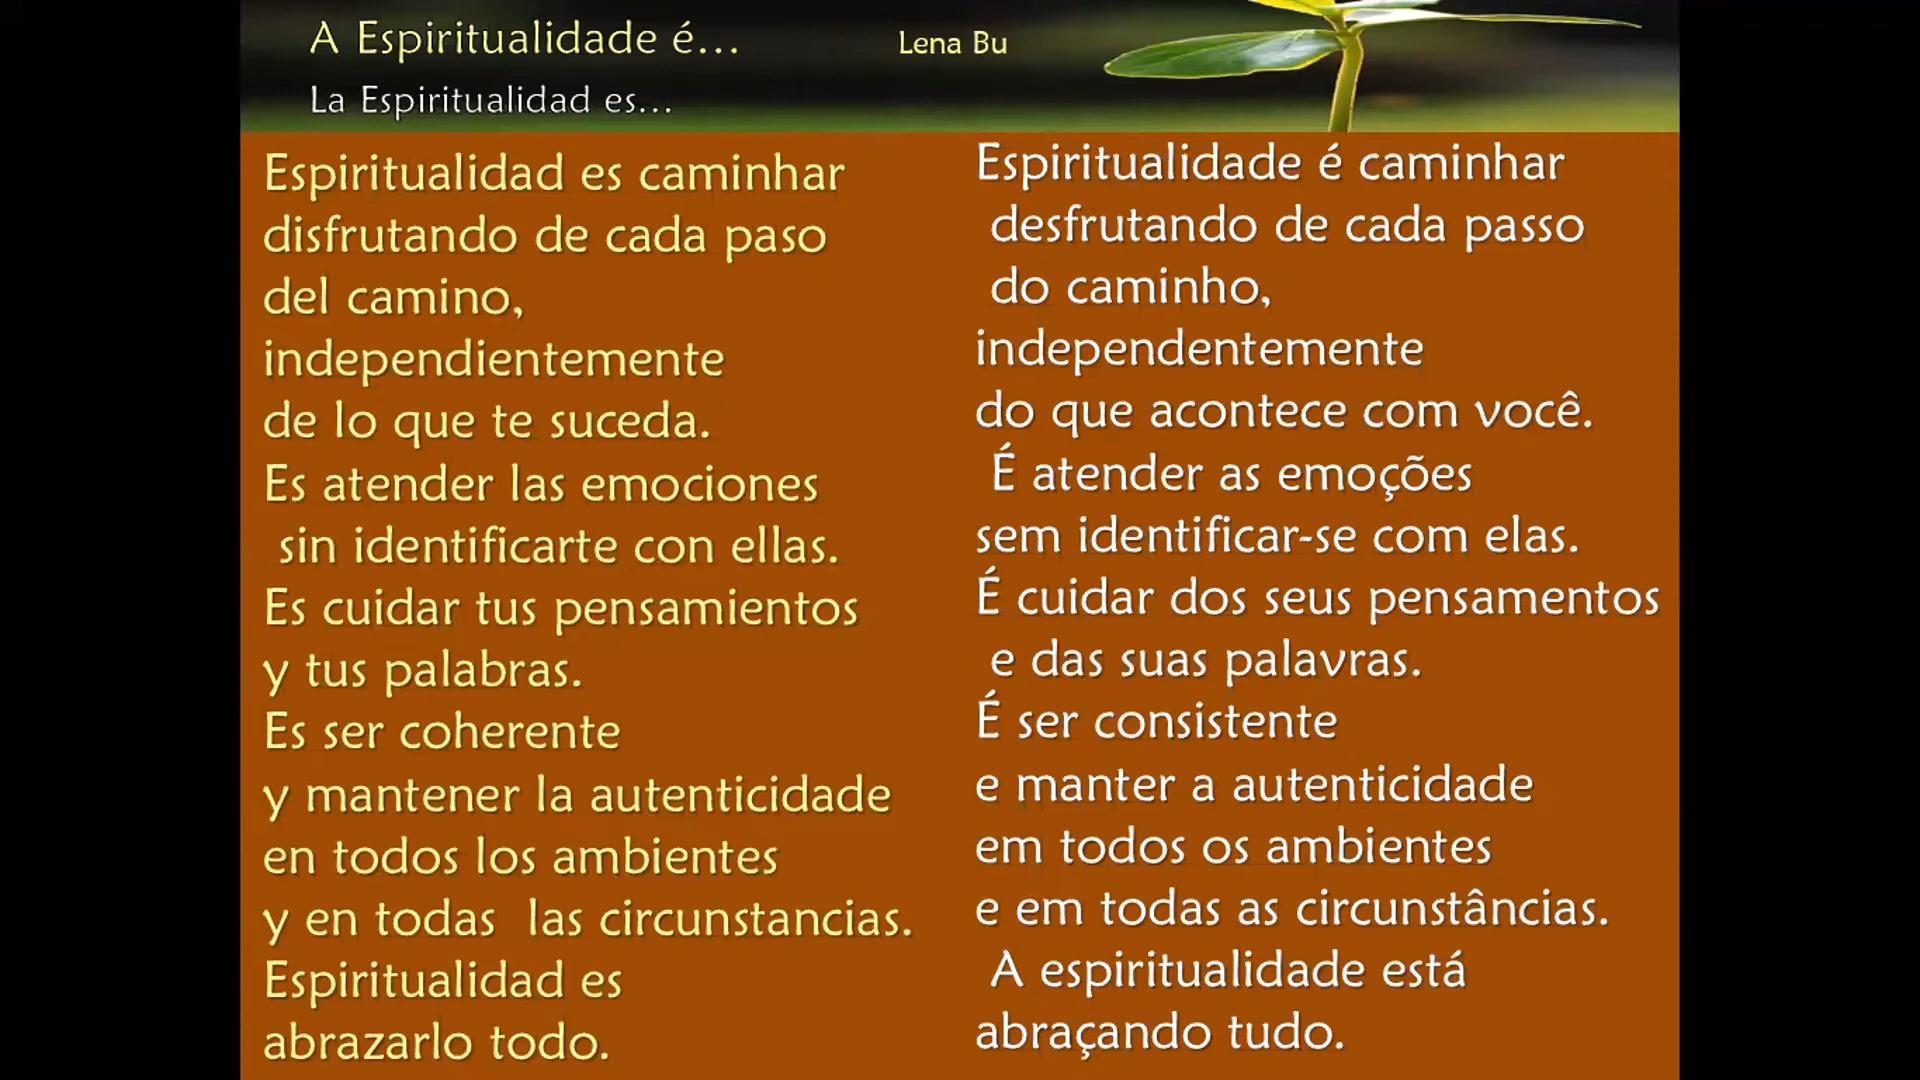 A Espiritualidade é...
Lena Bu
La Espiritualidad es...
Espiritualidad es caminhar
disfrutando de cada paso
del camino,
independientemente
de lo que te suceda.
Es atender las emociones
sin identificarte con ellas.
Es cuidar tus pensamientos
y tus palabras.
Es ser coherente
y mantener la autenticidade
en todos los ambientes
y en todas las circunstancias.
Espiritualidad es
abrazarlo todo.
Espiritualidade é caminhar
desfrutando de cada passo
do caminho,
independentemente
do que acontece com você.
É atender as emoções
sem identificar-se com elas.
É cuidar dos seus pensamentos
e das suas palavras.
É ser consistente
e manter a autenticidade
em todos os ambientes
e em todas as circunstâncias.
A espiritualidade está
abraçando tudo.